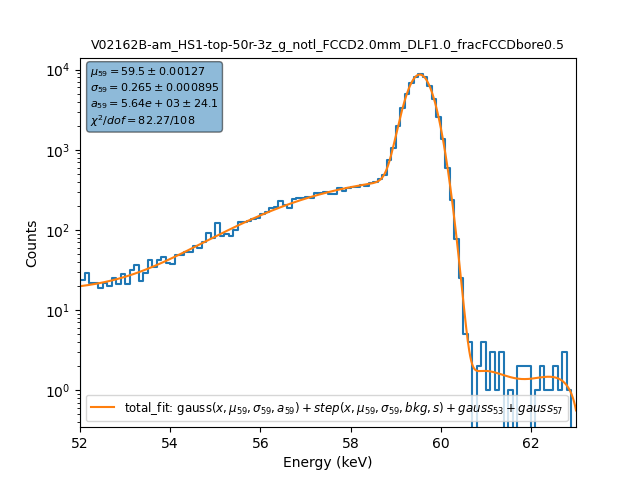 V02162B-am_HS1-top-50r-3z_g_notl_FCCD2.0mm_DLF1.0_fracFCCDbore0.5
μ₅₉ = 59.5 ± 0.00127
σ₅₉ = 0.265 ± 0.000895
a₅₉ = 5.64e + 03 ± 24.1
χ²/dof = 82.27/108
10⁴
10³
10²
10¹
10⁰
Counts
total_fit: gauss(x, μ₅₉, σ₅₉, a₅₉) + step(x, μ₅₉, σ₅₉, bkg, s) + gauss₅₃ + gauss₅₇
52 54 56 58 60 62
Energy (keV)